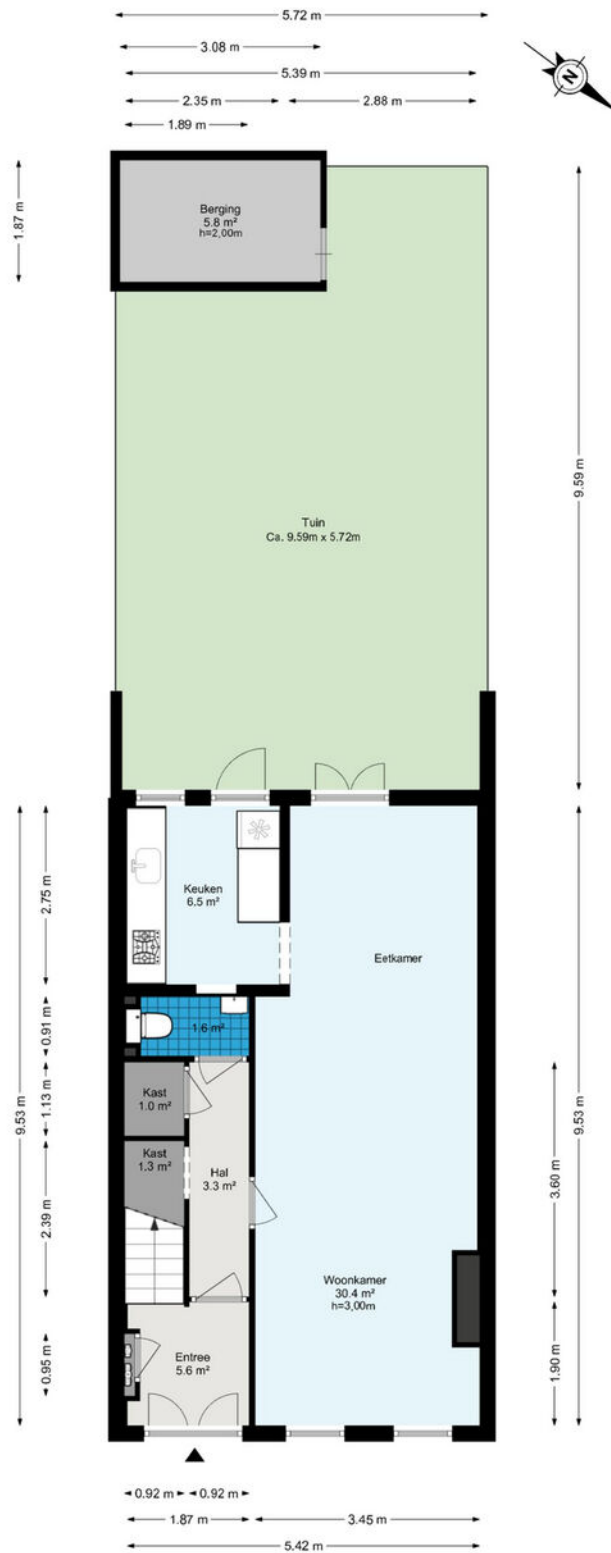 5.72 m
3.08 m
5.39 m
2.35 m
2.88 m
1.89 m
N
1.87 m
Berging
5.8 m²
h=2,00m
9.59 m
Tuin
Ca. 9.59m x 5.72m
2.75 m
Keuken
6.5 m²
Eetkamer
0.91 m
1.6 m²
9.53 m
1.13 m
Kast
1.0 m²
9.53 m
Kast
1.3 m²
Hal
3.3 m²
3.60 m
2.39 m
Woonkamer
30.4 m²
h=3,00m
0.95 m
Entree
5.6 m²
1.90 m
0.92 m
0.92 m
1.87 m
3.45 m
5.42 m